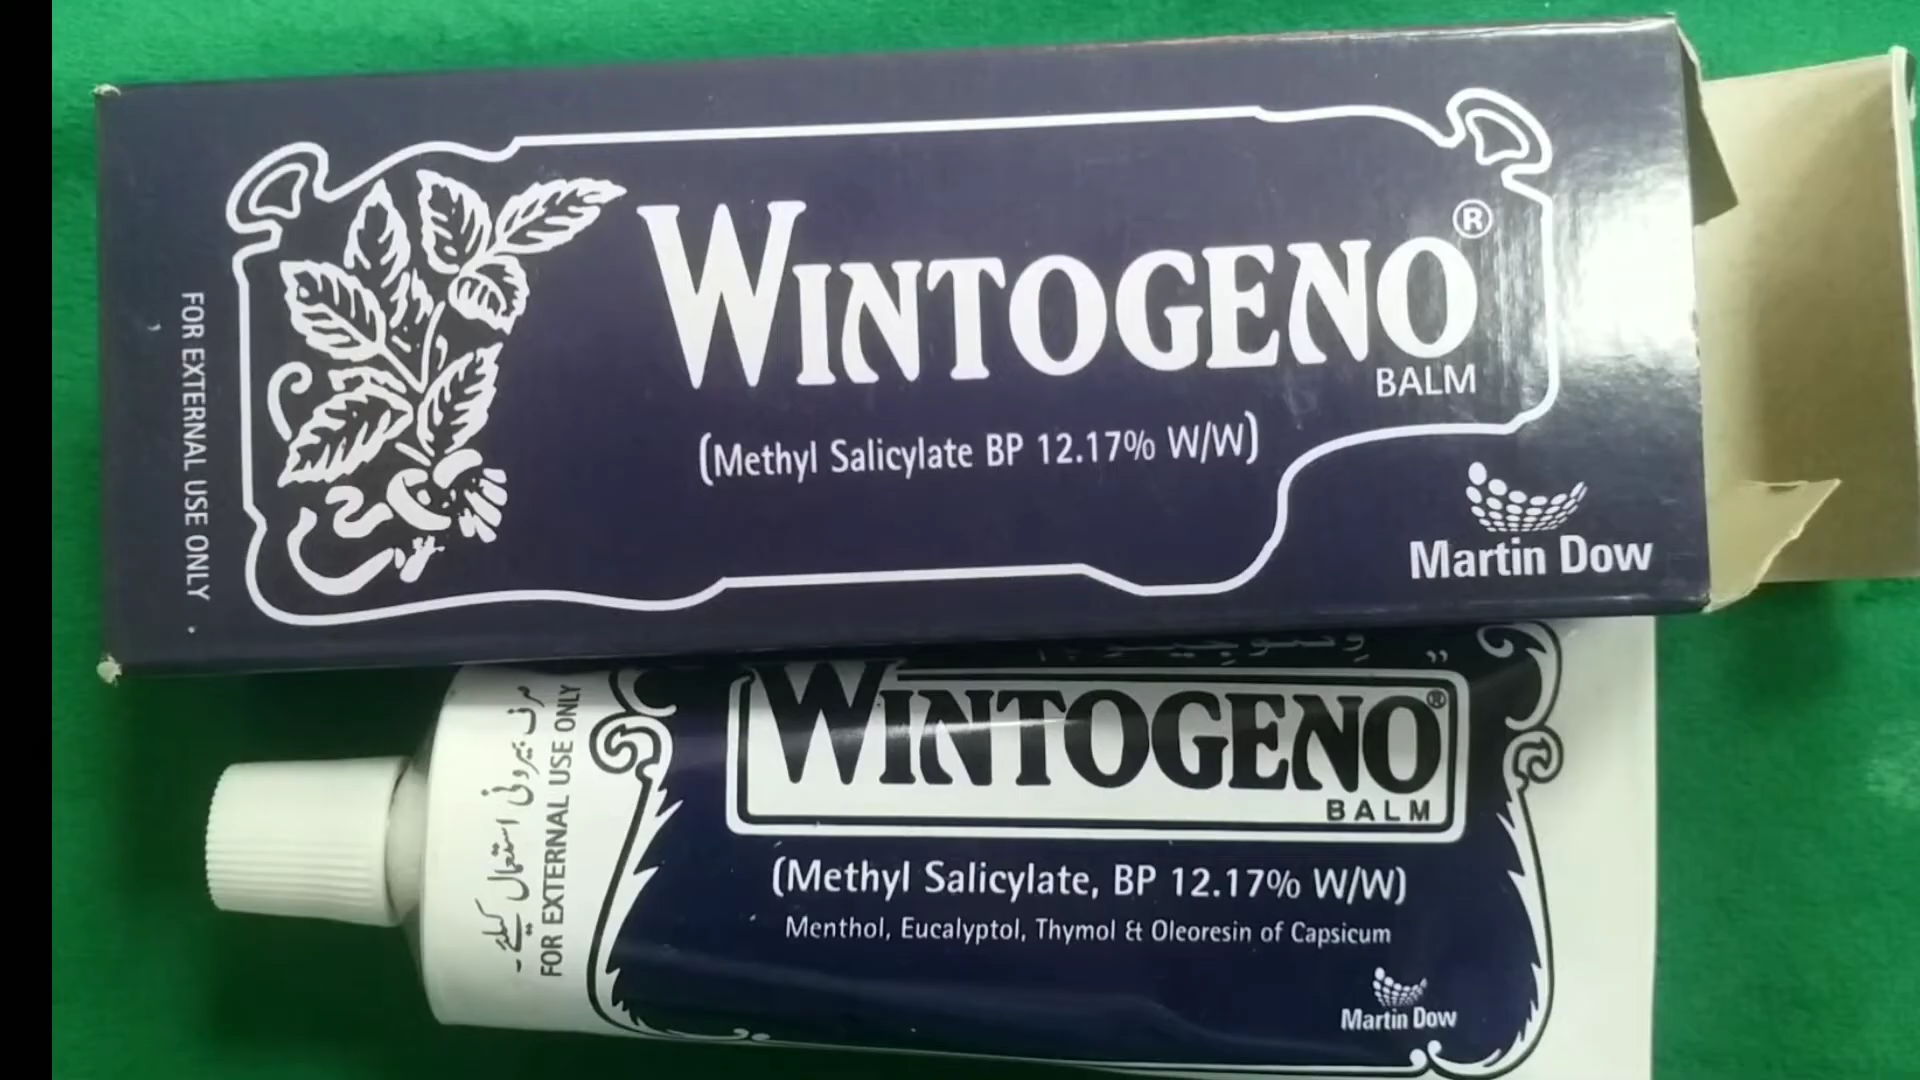 WINTOGENO®
BALM
(Methyl Salicylate BP 12.17% W/W)
Martin Dow
FOR EXTERNAL USE ONLY
WINTOGENO®
BALM
(Methyl Salicylate, BP 12.17% W/W)
Menthol, Eucalyptol, Thymol & Oleoresin of Capsicum
Martin Dow
صرف بیرونی استعمال کیلئے۔
FOR EXTERNAL USE ONLY